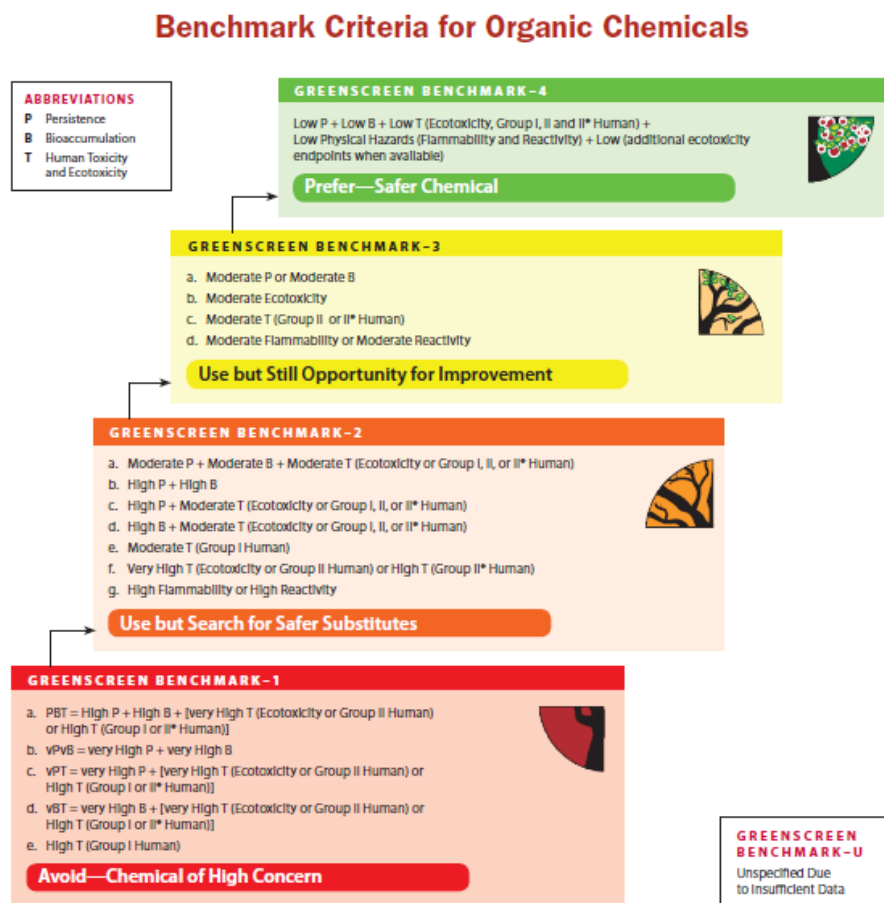 Benchmark Criteria for Organic Chemicals
ABBREVIATIONS
P Persistence
B Bioaccumulation
T Human Toxicity
and Ecotoxicity
GREENSCREEN BENCHMARK–4
Low P + Low B + Low T (Ecotoxicity, Group I, II and II* Human) +
Low Physical Hazards (Flammability and Reactivity) + Low (additional ecotoxicity
endpoints when available)
Prefer—Safer Chemical
GREENSCREEN BENCHMARK–3
a. Moderate P or Moderate B
b. Moderate Ecotoxicity
c. Moderate T (Group II or II* Human)
d. Moderate Flammability or Moderate Reactivity
Use but Still Opportunity for Improvement
GREENSCREEN BENCHMARK–2
a. Moderate P + Moderate B + Moderate T (Ecotoxicity or Group I, II, or II* Human)
b. High P + High B
c. High P + Moderate T (Ecotoxicity or Group I, II, or II* Human)
d. High B + Moderate T (Ecotoxicity or Group I, II, or II* Human)
e. Moderate T (Group I Human)
f. Very High T (Ecotoxicity or Group II Human) or High T (Group II* Human)
g. High Flammability or High Reactivity
Use but Search for Safer Substitutes
GREENSCREEN BENCHMARK–1
a. PBT = High P + High B + [very High T (Ecotoxicity or Group II Human)
or High T (Group I or II* Human)]
b. vPvB = very High P + very High B
c. vPT = very High P + [very High T (Ecotoxicity or Group II Human) or
High T (Group I or II* Human)]
d. vBT = very High B + [very High T (Ecotoxicity or Group II Human) or
High T (Group I or II* Human)]
e. High T (Group I Human)
Avoid—Chemical of High Concern
GREENSCREEN
BENCHMARK–U
Unspecified Due
to Insufficient Data